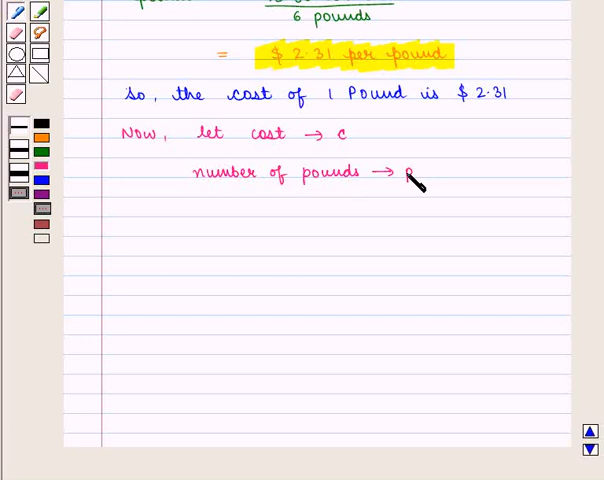 6 pounds
= $ 2.31 per pound
So, the cost of 1 Pound is $ 2.31
Now, let cost → c
number of pounds → p